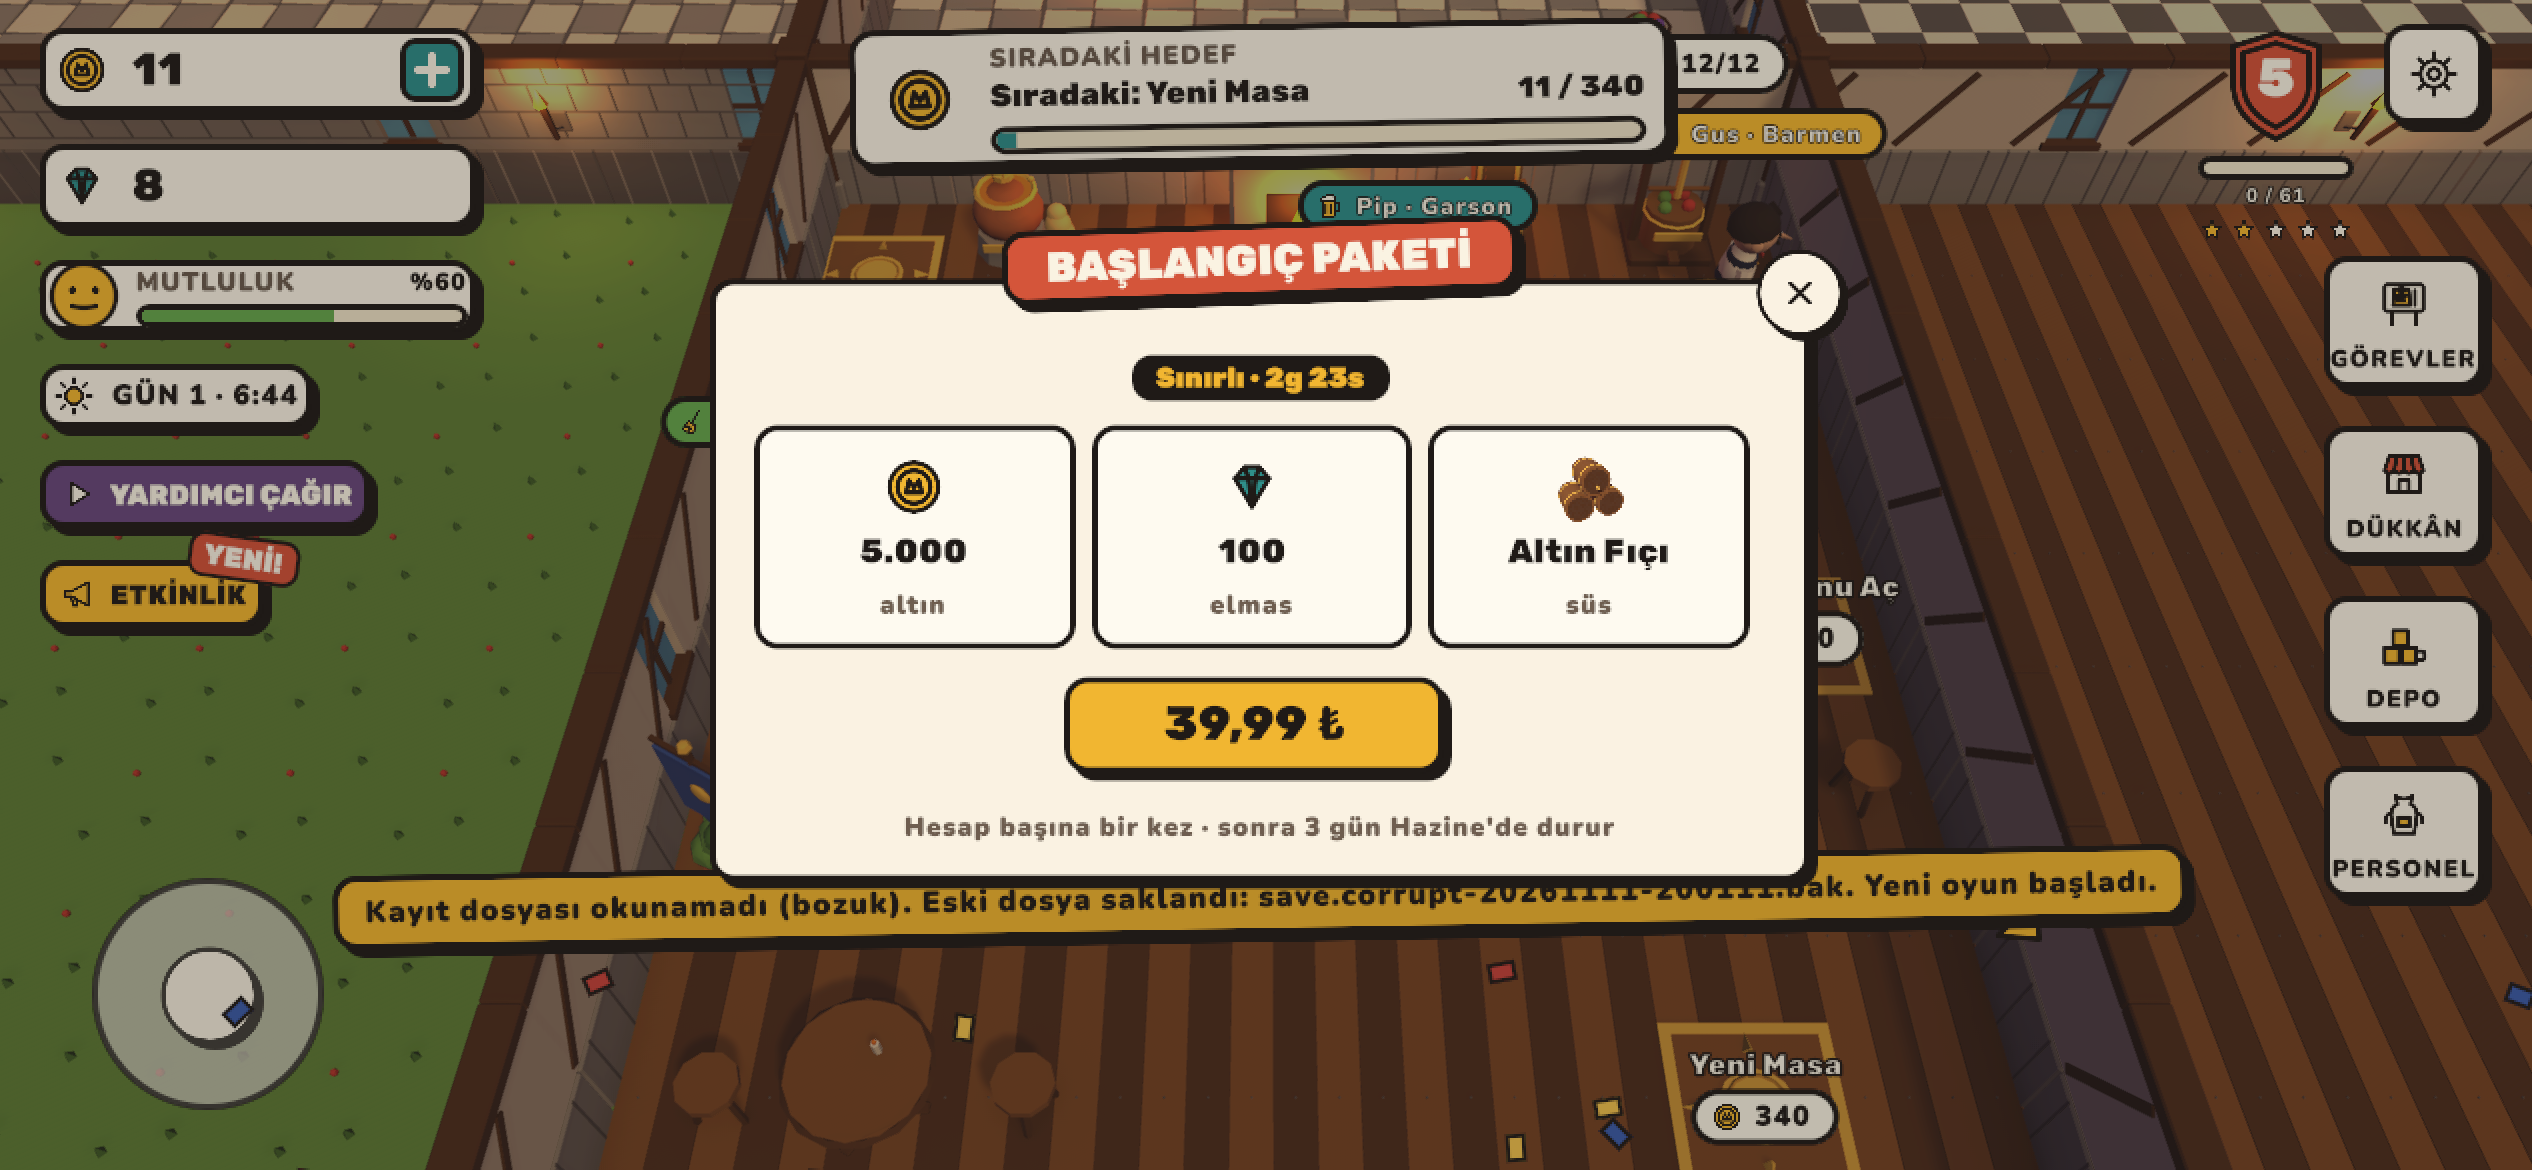 11
8
MUTLULUK %60
GÜN 1 · 6:44
YARDIMCI ÇAĞIR
YENİ!
ETKİNLİK
SIRADAKİ HEDEF
Sıradaki: Yeni Masa 11 / 340
12/12
Gus · Barmen
Pip · Garson
5
0 / 61
GÖREVLER
DÜKKÂN
DEPO
PERSONEL
BAŞLANGIÇ PAKETİ
Sınırlı • 2g 23s
5.000
altın
100
elmas
Altın Fıçı
süs
39,99 ₺
Hesap başına bir kez · sonra 3 gün Hazine'de durur
nu Aç
0
Kayıt dosyası okunamadı (bozuk). Eski dosya saklandı: save.corrupt-20261111-200111.bak. Yeni oyun başladı.
Yeni Masa
340